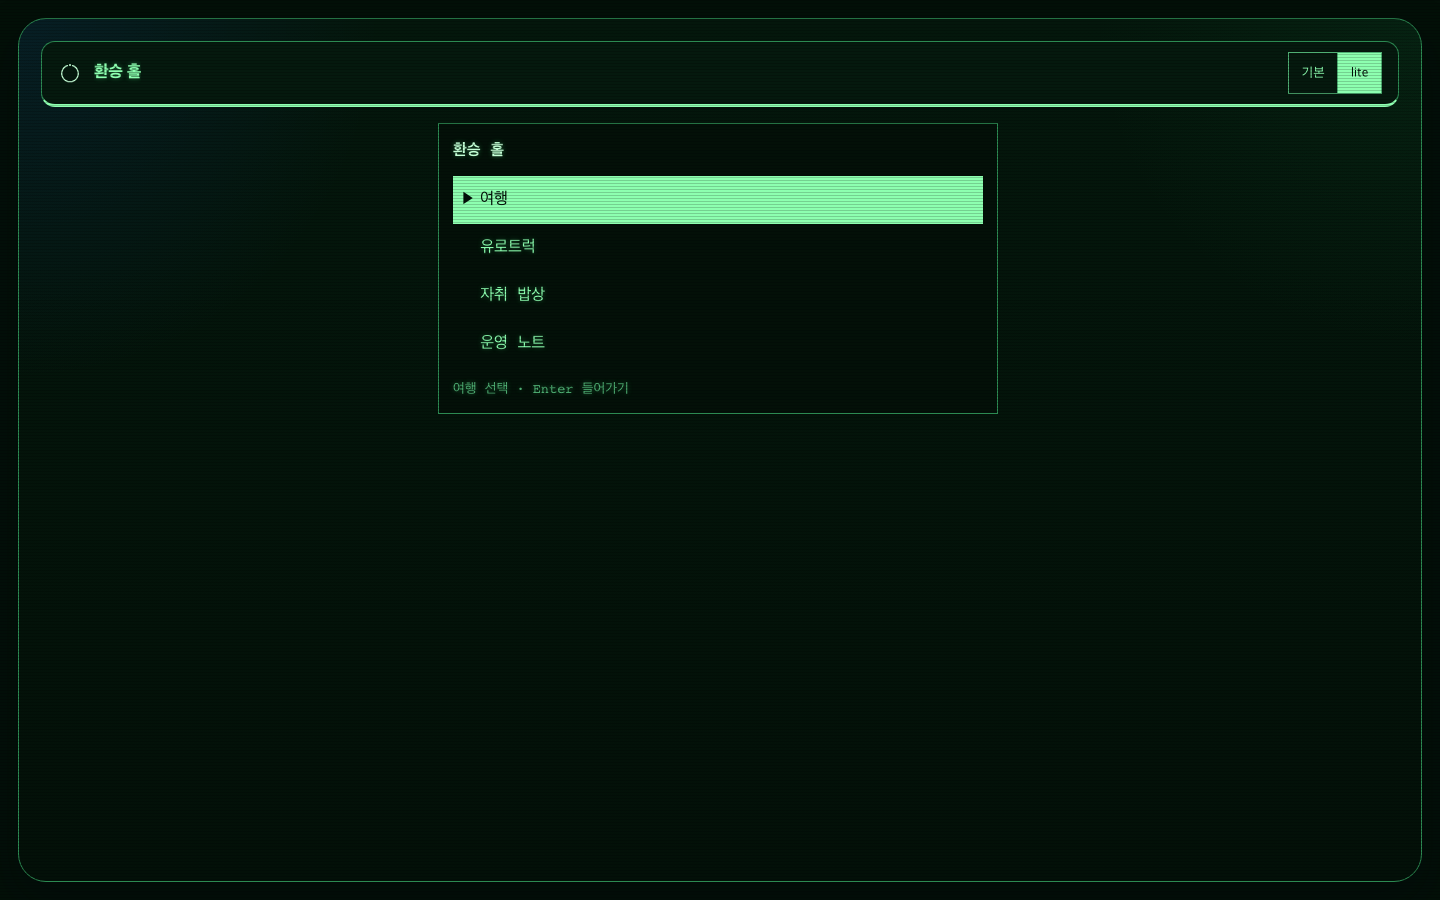 환승 홀
기본 lite
환승 홀
▶ 여행
유로트럭
자취 밥상
운영 노트
여행 선택 · Enter 들어가기